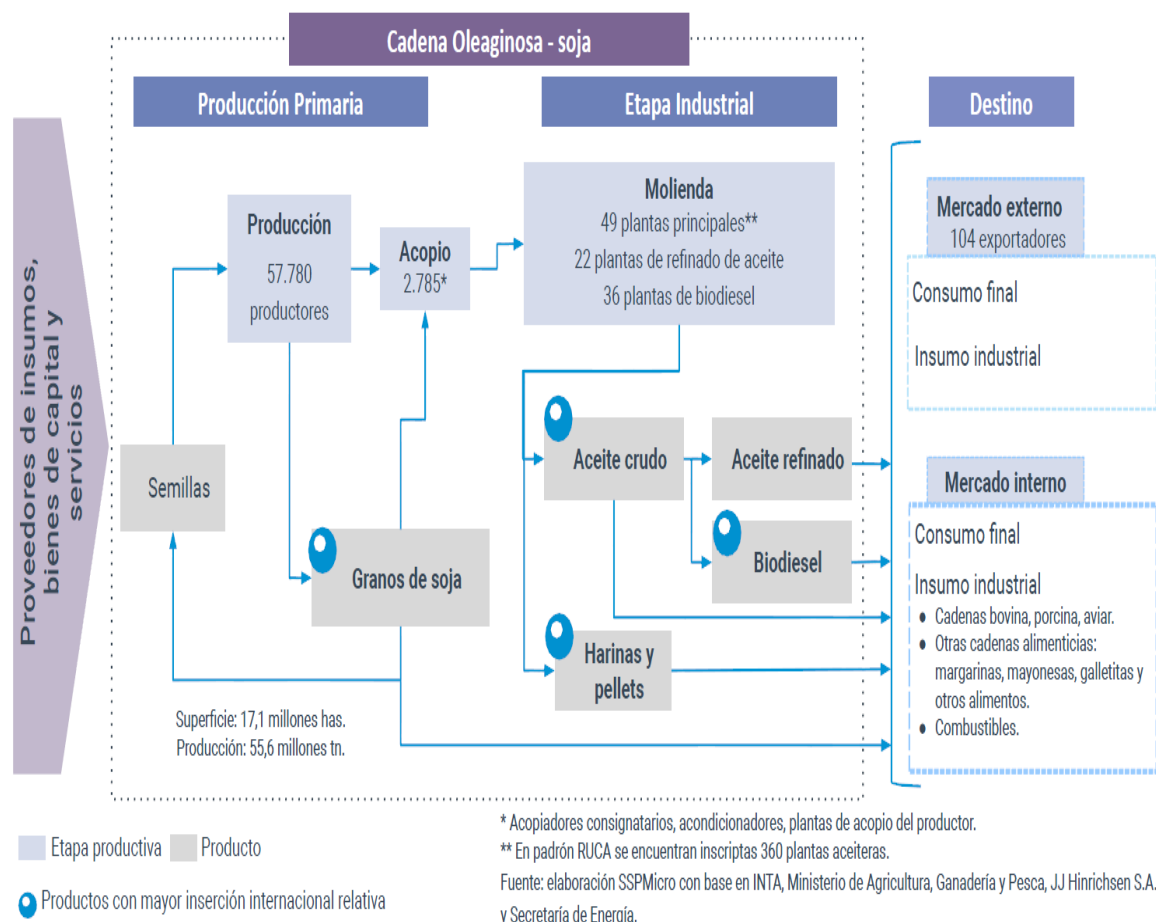 Cadena Oleaginosa - soja
Producción Primaria
Etapa Industrial
Destino
Proveedores de insumos,
bienes de capital y
servicios
Producción
57.780
productores
Acopio
2.785*
Molienda
49 plantas principales**
22 plantas de refinado de aceite
36 plantas de biodiesel
Mercado externo
104 exportadores
Consumo final
Insumo industrial
Semillas
Granos de soja
Aceite crudo
Aceite refinado
Biodiesel
Harinas y
pellets
Mercado interno
Consumo final
Insumo industrial
● Cadenas bovina, porcina, aviar.
● Otras cadenas alimenticias:
margarinas, mayonesas, galletitas y
otros alimentos.
● Combustibles.
Superficie: 17,1 millones has.
Producción: 55,6 millones tn.
Etapa productiva
Producto
Productos con mayor inserción internacional relativa
* Acopiadores consignatarios, acondicionadores, plantas de acopio del productor.
** En padrón RUCA se encuentran inscriptas 360 plantas aceiteras.
Fuente: elaboración SSPMicro con base en INTA, Ministerio de Agricultura, Ganadería y Pesca, JJ Hinrichsen S.A.
y Secretaría de Energía.